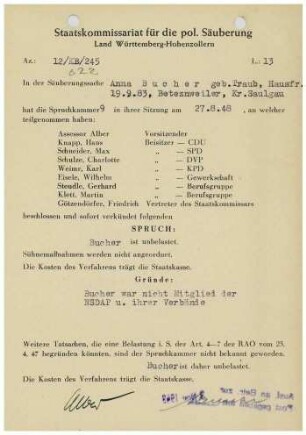 Staatskommissariat für die pol. Säuberung
Land Württemberg-Hohenzollern
Az.: 12/KB/245
L: 13
In der Säuberungssache Anna Bucher geb.Traub, Hausfr.
19.9.83, Betzenweiler, Kr.Saulgau
hat die Spruchkammer 9 in ihrer Sitzung am 27.8.48, an welcher
teilgenommen haben:
Assessor Alber Vorsitzender
Knapp, Hans Beisitzer – CDU
Schneider, Max „ – SPD
Schulze, Charlotte „ – DVP
Weimr, Karl „ – KPD
Eisele, Wilhelm „ – Gewerkschaft
Steudle, Gerhard „ – Berufsgruppe
Klett, Martin „ – Berufsgruppe
Götzendörfer, Friedrich Vertreter des Staatskommissars
beschlossen und sofort verkündet folgenden
SPRUCH:
Bucher ist unbelastet.
Sühnemaßnahmen werden nicht angeordnet.
Die Kosten des Verfahrens trägt die Staatskasse.
Gründe:
Bucher war nicht Mitglied der
NSDAP u. ihrer Verbände
Weitere Tatsachen, die eine Belastung i. S. der Art. 4–7 der RAO vom 25.
4. 47 begründen könnten, sind der Spruchkammer nicht bekannt geworden.
Bucher ist daher unbelastet.
Die Kosten des Verfahrens trägt die Staatskasse.
Alber